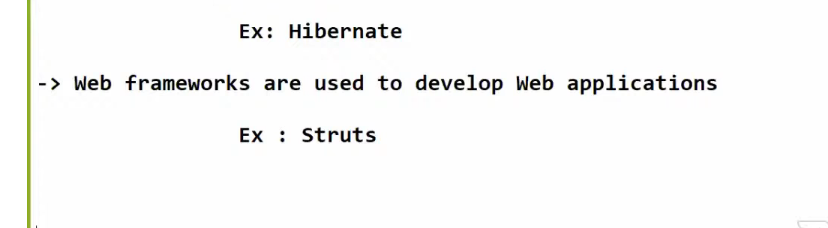 Ex: Hibernate
-> Web frameworks are used to develop Web applications
Ex : Struts